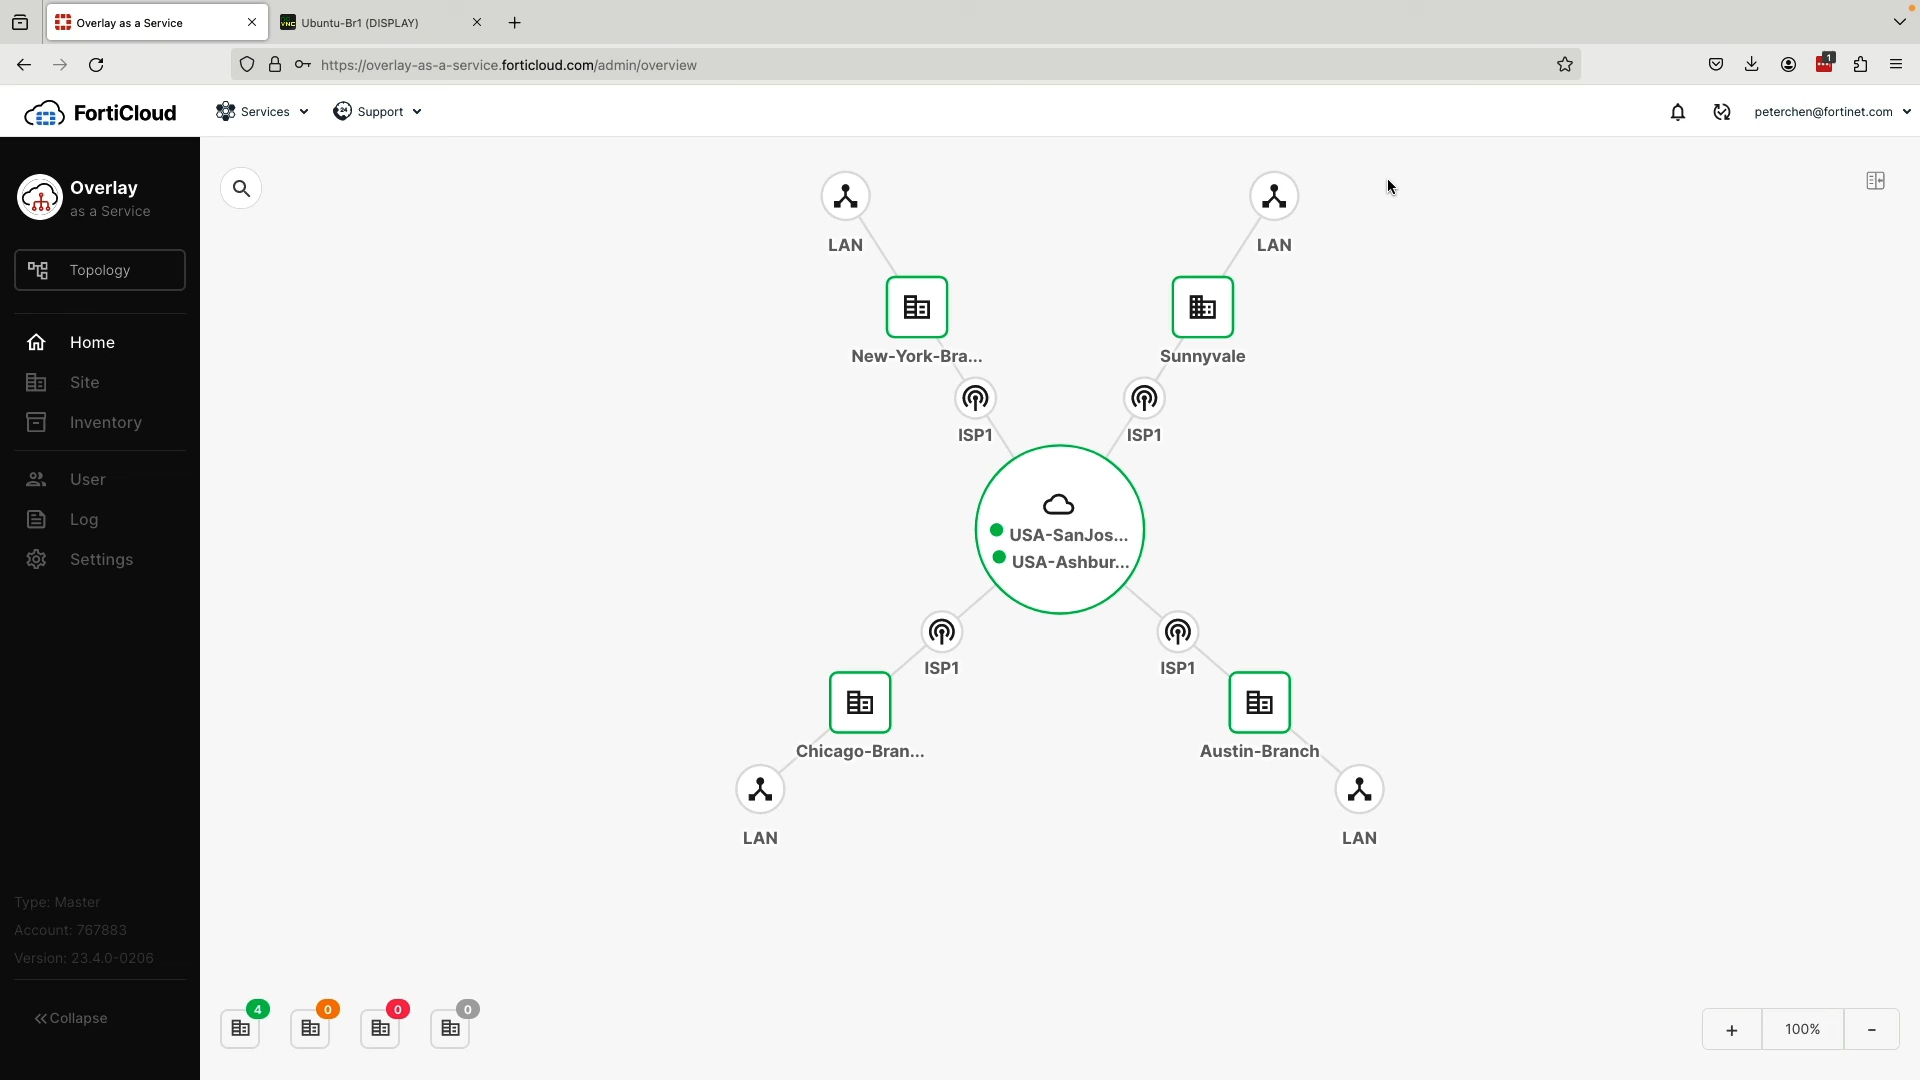 Overlay as a Service
Ubuntu-Br1 (DISPLAY)
https://overlay-as-a-service.forticloud.com/admin/overview
1
FortiCloud
Services
24
Support
peterchen@fortinet.com
Overlay
as a Service
Topology
Home
Site
Inventory
User
Log
Settings
Type: Master
Account: 767883
Version: 23.4.0-0206
Collapse
LAN
LAN
New-York-Bra...
Sunnyvale
ISP1
ISP1
USA-SanJos...
USA-Ashbur...
ISP1
ISP1
Chicago-Bran...
Austin-Branch
LAN
LAN
4
0
0
0
+
100%
-